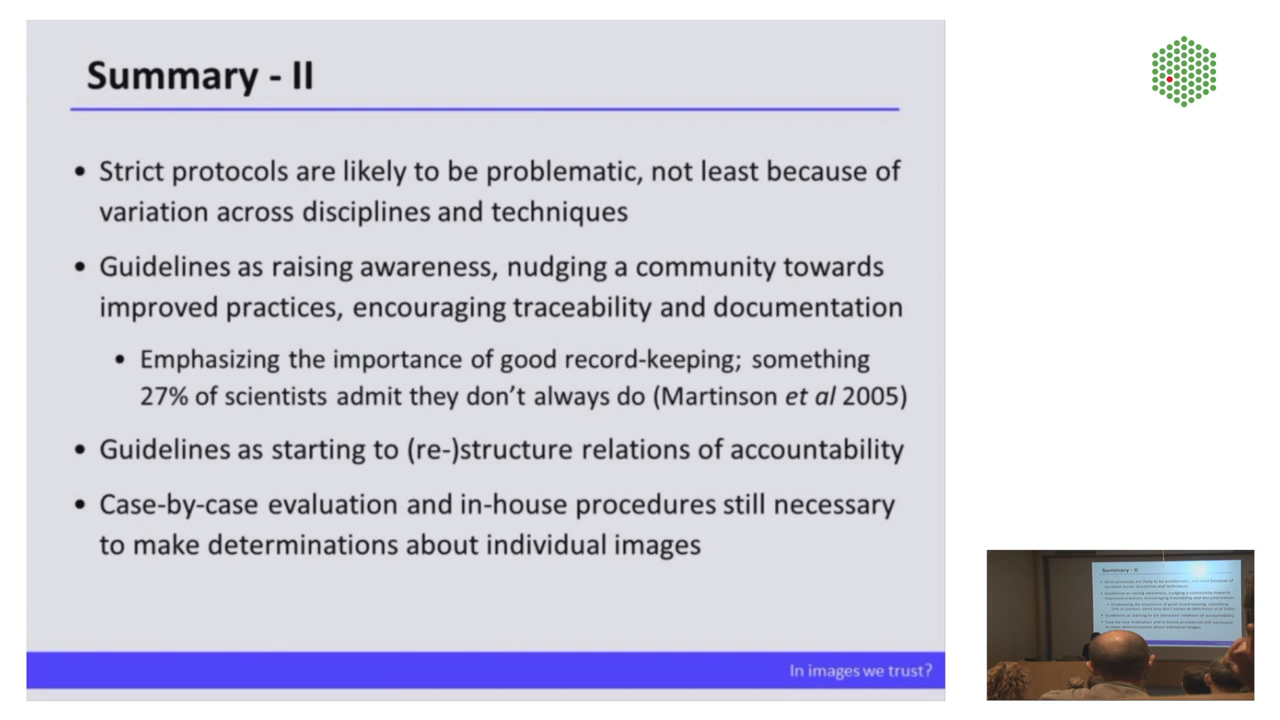 Summary - II
• Strict protocols are likely to be problematic, not least because of
variation across disciplines and techniques
• Guidelines as raising awareness, nudging a community towards
improved practices, encouraging traceability and documentation
• Emphasizing the importance of good record-keeping; something
27% of scientists admit they don't always do (Martinson et al 2005)
• Guidelines as starting to (re-)structure relations of accountability
• Case-by-case evaluation and in-house procedures still necessary
to make determinations about individual images
In images we trust?
Summary - II